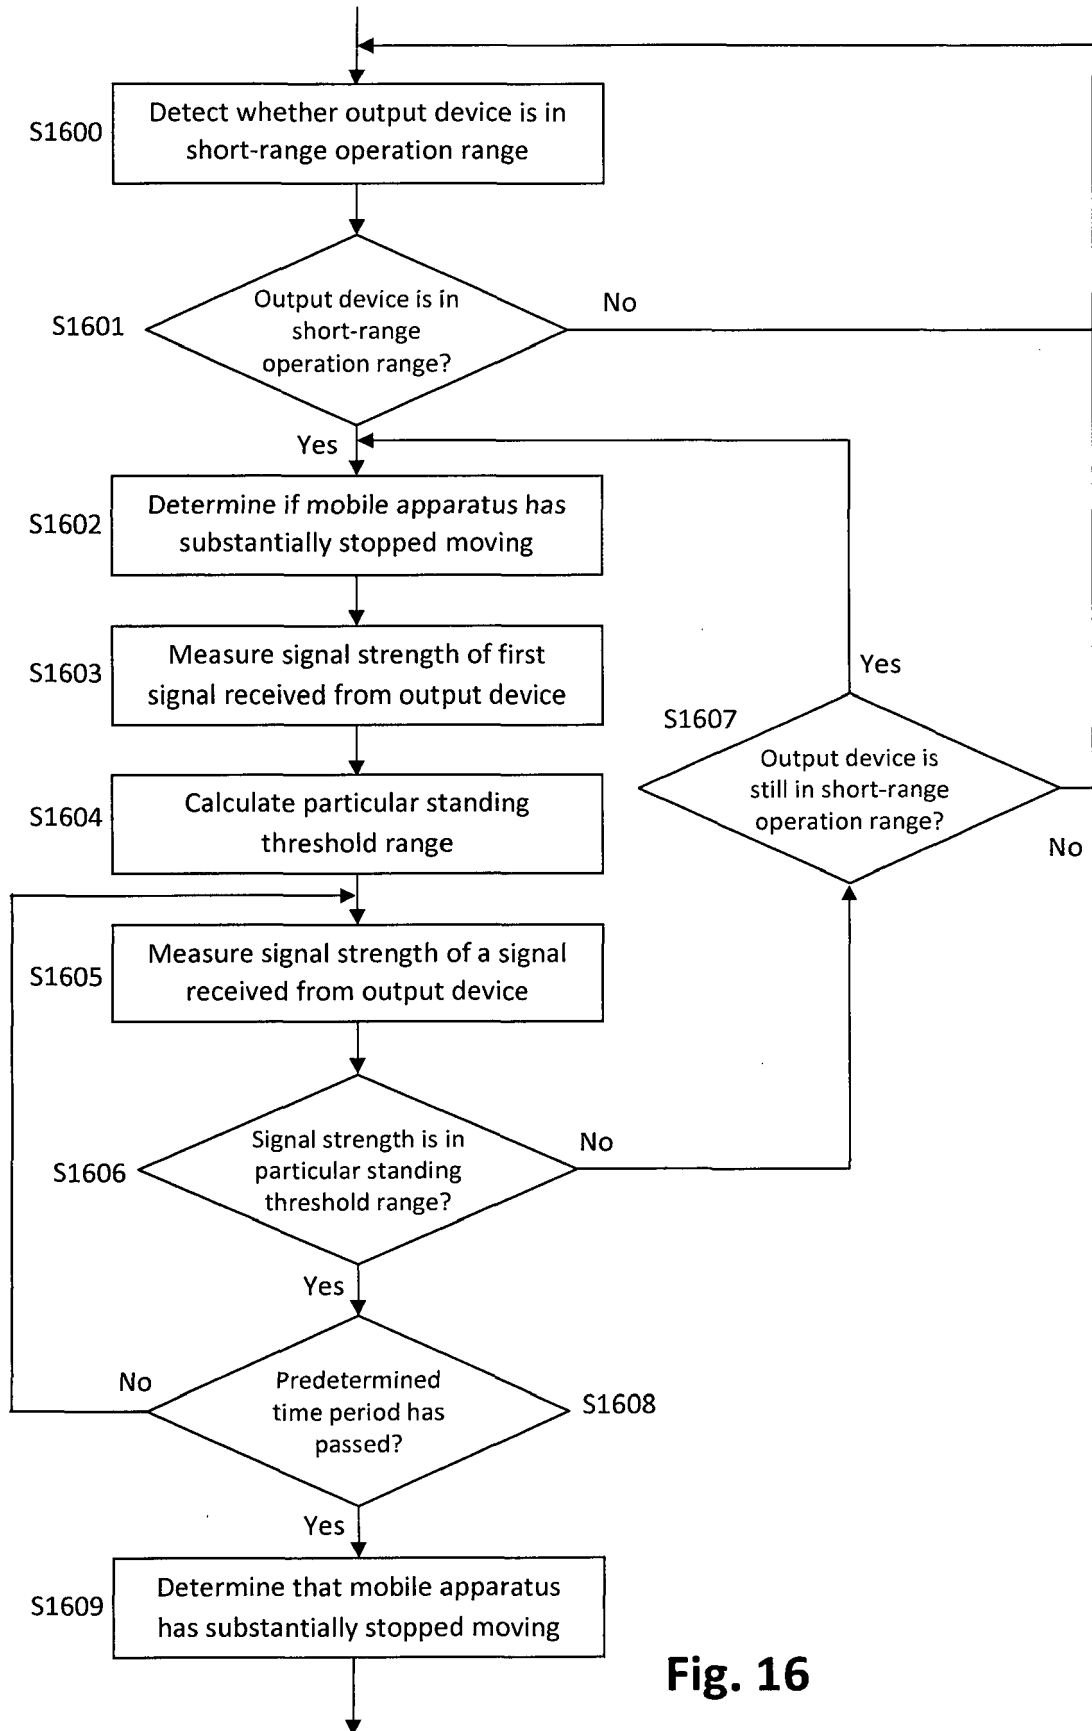 S1600
Detect whether output device is in
short-range operation range
S1601
Output device is in
short-range
operation range?
No
Yes
S1602
Determine if mobile apparatus has
substantially stopped moving
S1603
Measure signal strength of first
signal received from output device
Yes
S1607
Output device is
still in short-range
operation range?
No
S1604
Calculate particular standing
threshold range
S1605
Measure signal strength of a signal
received from output device
S1606
Signal strength is in
particular standing
threshold range?
No
Yes
No
Predetermined
time period has
passed?
S1608
Yes
S1609
Determine that mobile apparatus
has substantially stopped moving
Fig. 16